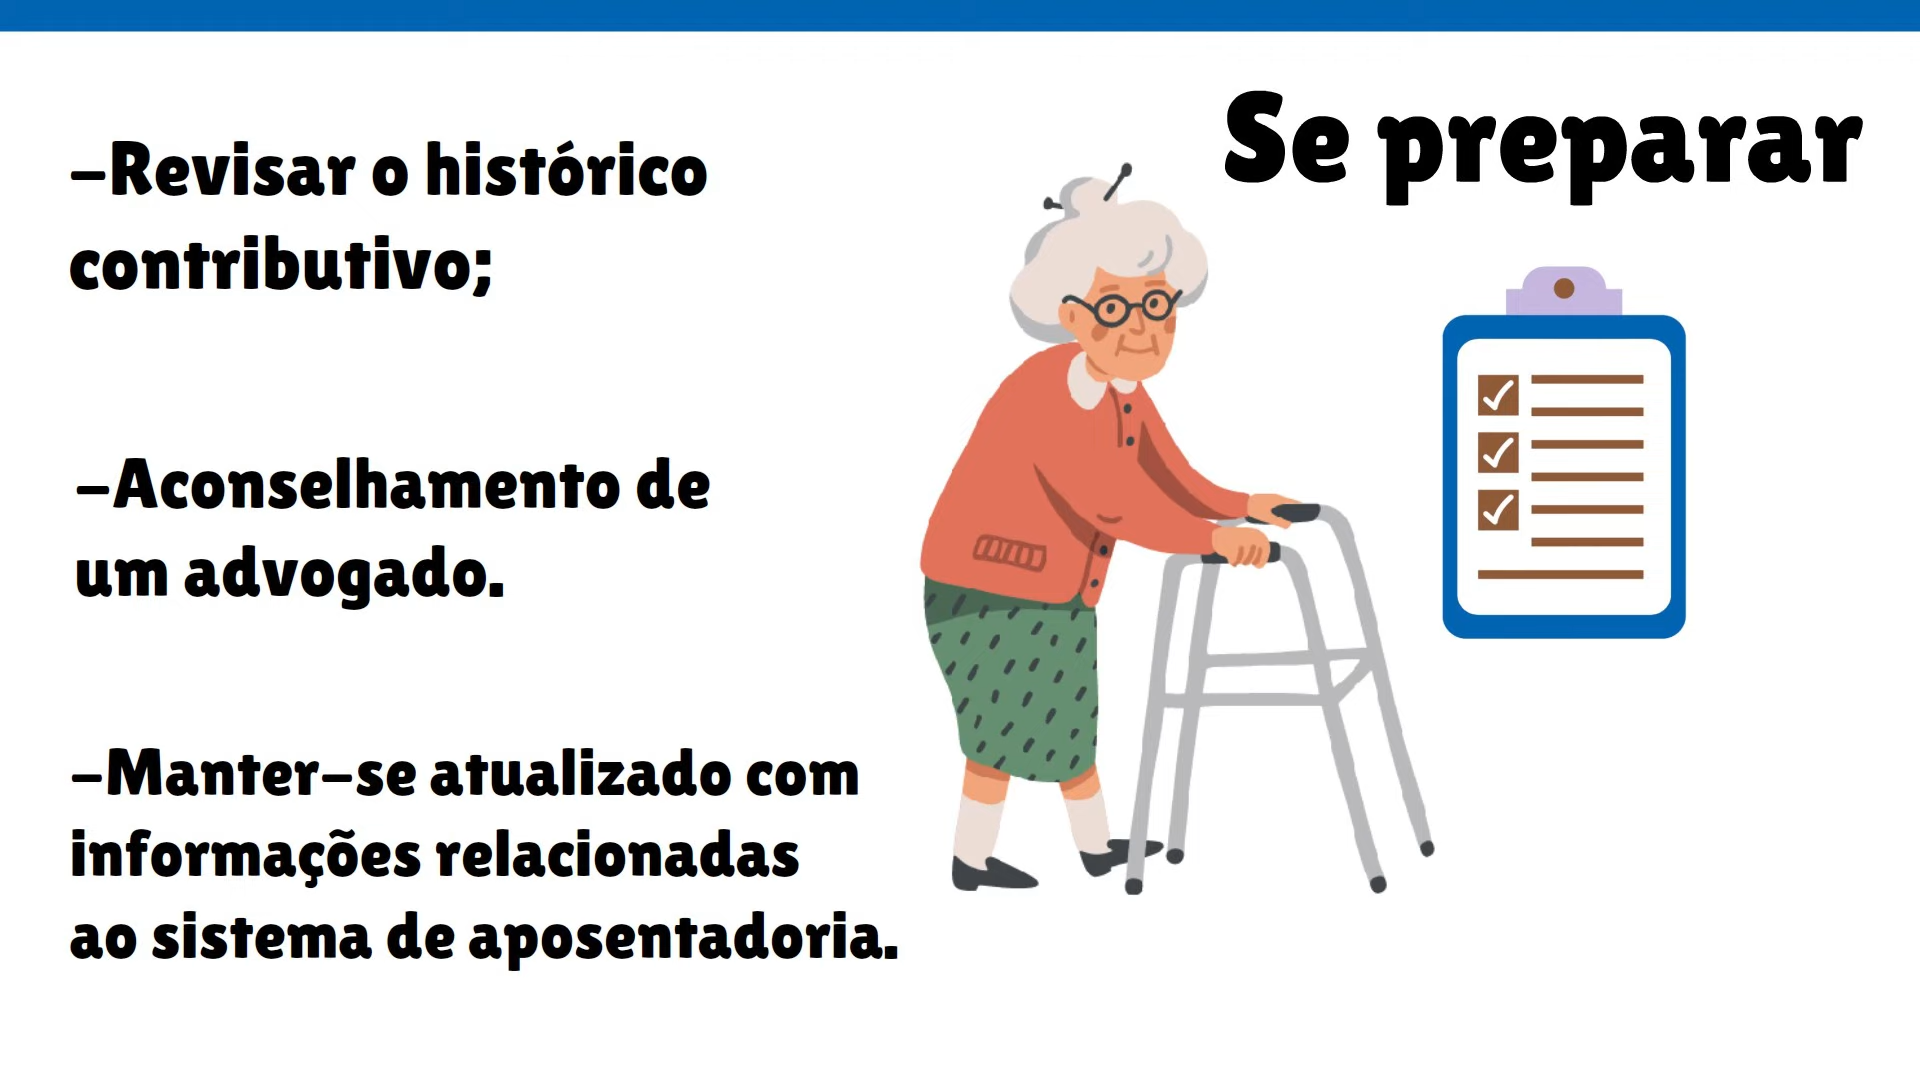 Se preparar
-Revisar o histórico
contributivo;
-Aconselhamento de
um advogado.
-Manter-se atualizado com
informações relacionadas
ao sistema de aposentadoria.